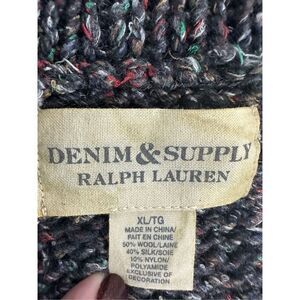 DENIM & SUPPLY
RALPH LAUREN
XL/TG
MADE IN CHINA/
FAIT EN CHINE
50% WOOL/LAINE
40% SILK/SOIE
10% NYLON/
POLYAMIDE
EXCLUSIVE OF
DECORATION